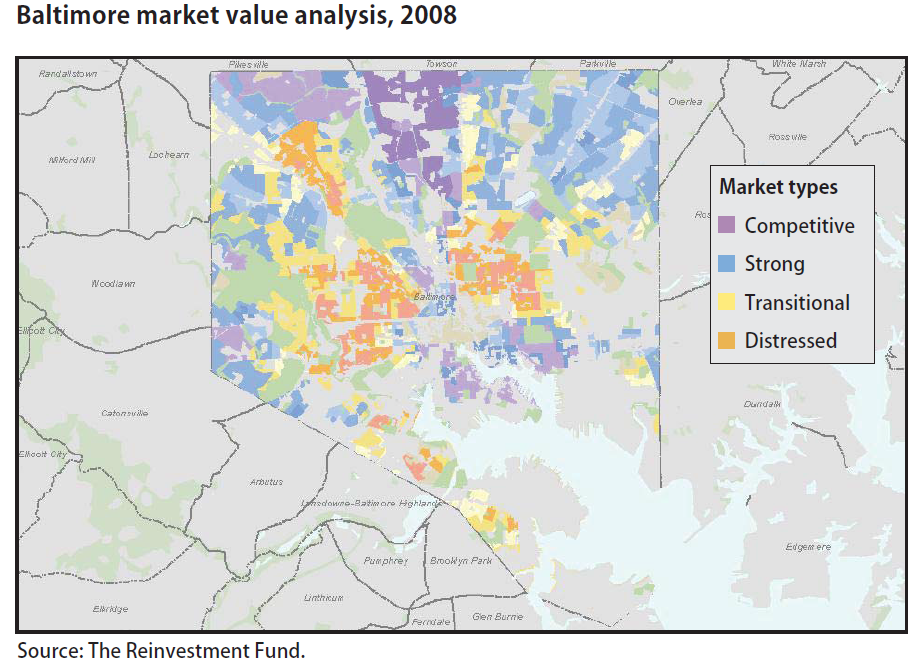 Baltimore market value analysis, 2008
Pikesville
Towson
Parkville
White Marsh
Randallstown
Overlea
Rossville
Milford Mill
Lochearn
Market types
Competitive
Strong
Transitional
Distressed
Woodlawn
Baltimore
Ellicott City
Catonsville
Dundalk
Ellicott City
Arbutus
Lansdowne-Baltimore Highlands
Pumphrey
Brooklyn Park
Edgemere
Linthicum
Elkridge
Ferndale
Glen Burnie
Source: The Reinvestment Fund.